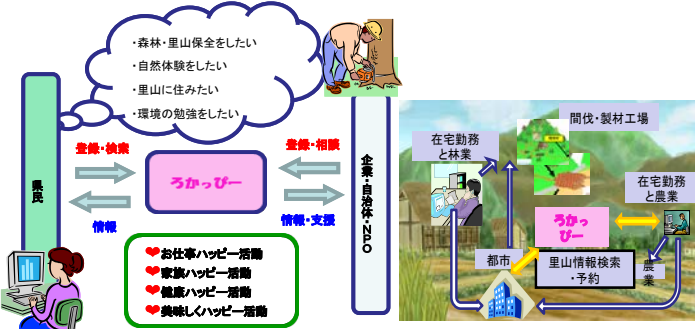 ・森林・里山保全をしたい
・自然体験をしたい
・里山に住みたい
・環境の勉強をしたい
県民
登録・検索
情報
ろかっぴー
登録・相談
情報・支援
企業・自治体・NPO
❤お仕事ハッピー活動
❤家族ハッピー活動
❤健康ハッピー活動
❤美味しくハッピー活動
間伐・製材工場
在宅勤務
と林業
在宅勤務
と農業
ろかっ
ぴー
都市
里山情報検索
・予約
農
業